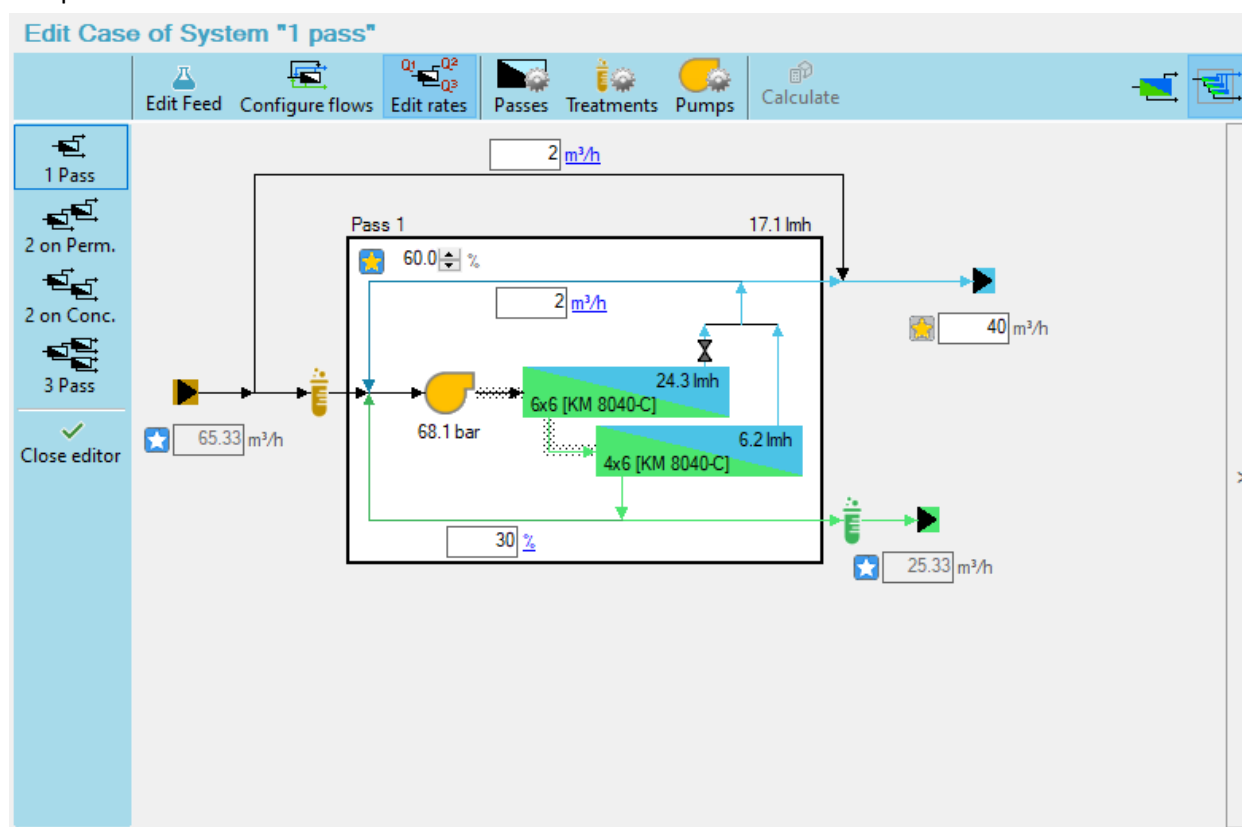 Edit Case of System "1 pass"
Edit Feed
Configure flows
Q1 Q2 Q3
Edit rates
Passes
Treatments
Pumps
Calculate
1 Pass
2 on Perm.
2 on Conc.
3 Pass
Close editor
2 m³/h
Pass 1
17.1 lmh
60.0 %
2 m³/h
40 m³/h
24.3 lmh
6x6 [KM 8040-C]
68.1 bar
65.33 m³/h
6.2 lmh
4x6 [KM 8040-C]
30 %
25.33 m³/h